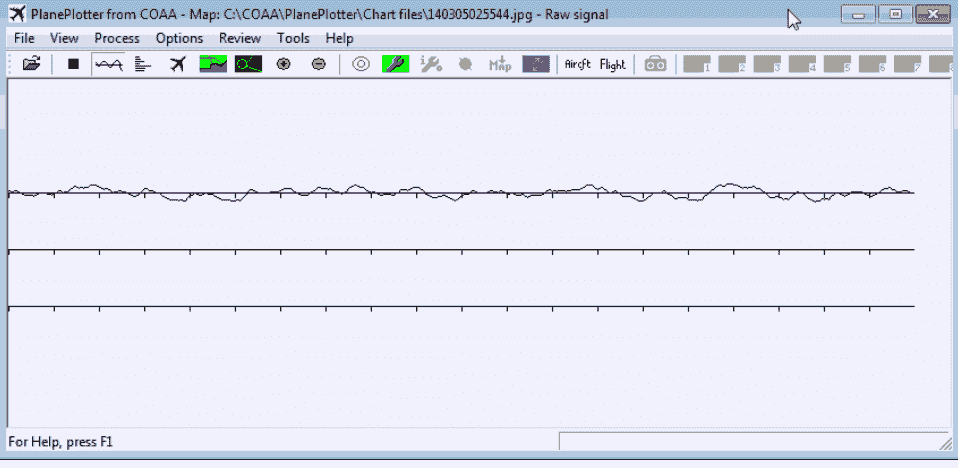 PlanePlotter from COAA - Map: C:\COAA\PlanePlotter\Chart files\140305025544.jpg - Raw signal
File View Process Options Review Tools Help
Map Aircft Flight 1 2 3 4 5 6 7 8
For Help, press F1